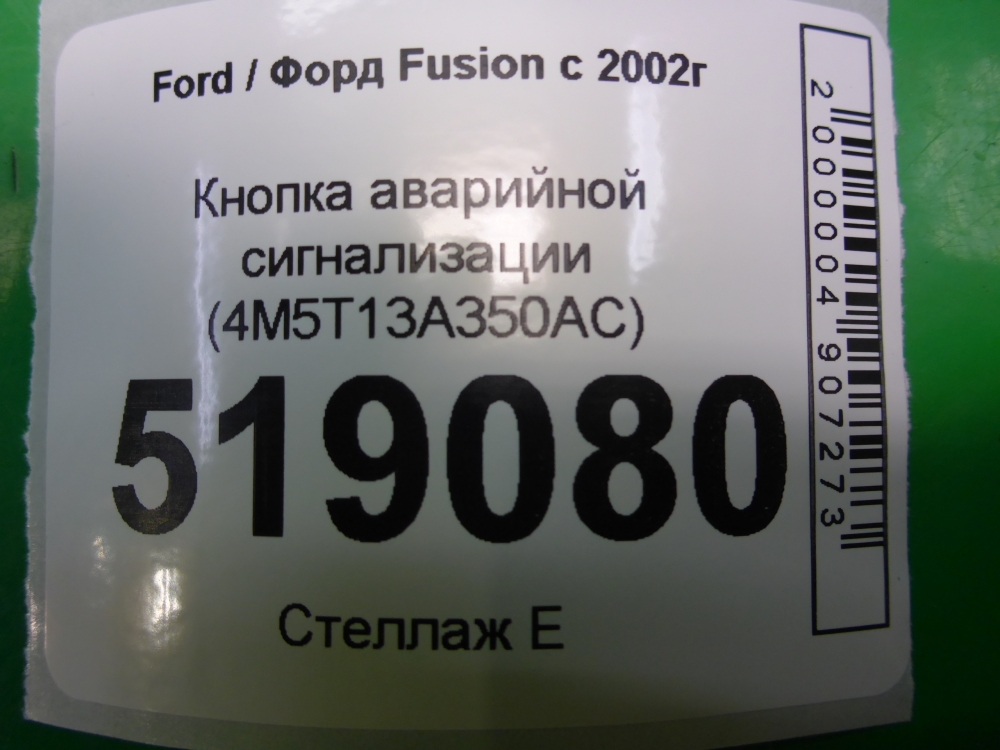 Ford / Форд Fusion с 2002г
Кнопка аварийной
сигнализации
(4M5T13A350AC)
519080
Стеллаж Е
2000004907273